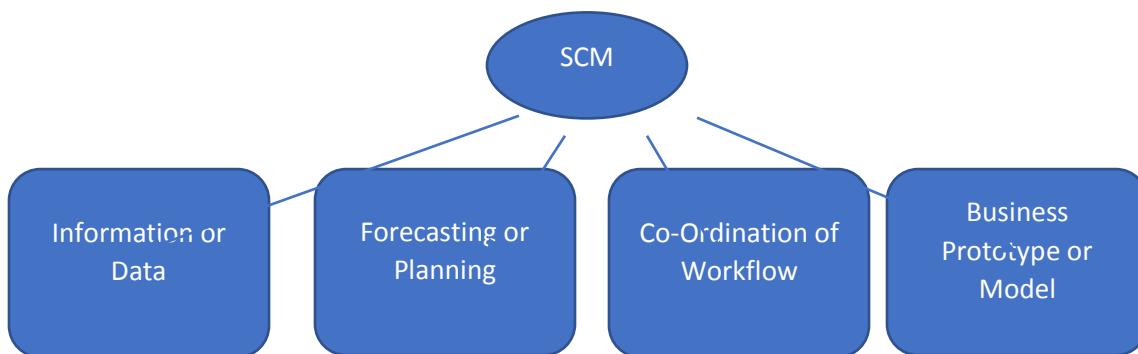 SCM
Information or
Data
Forecasting or
Planning
Co-Ordination of
Workflow
Business
Prototype or
Model